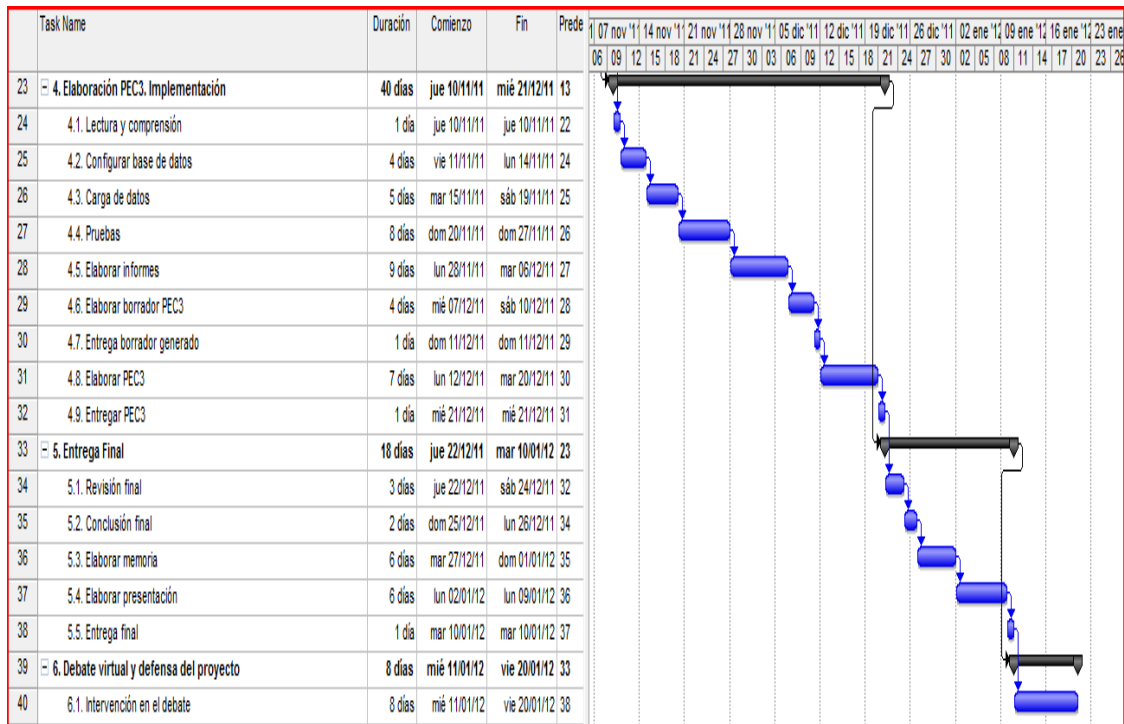 Task Name Duración Comienzo Fin Prede
1 07 nov '11 14 nov '11 21 nov '11 28 nov '11 05 dic '11 12 dic '11 19 dic '11 26 dic '11 02 ene '12 09 ene '12 16 ene '12 23 ene
06 09 12 15 18 21 24 27 30 03 06 09 12 15 18 21 24 27 30 02 05 08 11 14 17 20 23 26
23 4. Elaboración PEC3. Implementación 40 días jue 10/11/11 mié 21/12/11 13
24 4.1. Lectura y comprensión 1 día jue 10/11/11 jue 10/11/11 22
25 4.2. Configurar base de datos 4 días vie 11/11/11 lun 14/11/11 24
26 4.3. Carga de datos 5 días mar 15/11/11 sáb 19/11/11 25
27 4.4. Pruebas 8 días dom 20/11/11 dom 27/11/11 26
28 4.5. Elaborar informes 9 días lun 28/11/11 mar 06/12/11 27
29 4.6. Elaborar borrador PEC3 4 días mié 07/12/11 sáb 10/12/11 28
30 4.7. Entrega borrador generado 1 día dom 11/12/11 dom 11/12/11 29
31 4.8. Elaborar PEC3 7 días lun 12/12/11 mar 20/12/11 30
32 4.9. Entregar PEC3 1 día mié 21/12/11 mié 21/12/11 31
33 5. Entrega Final 18 días jue 22/12/11 mar 10/01/12 23
34 5.1. Revisión final 3 días jue 22/12/11 sáb 24/12/11 32
35 5.2. Conclusión final 2 días dom 25/12/11 lun 26/12/11 34
36 5.3. Elaborar memoria 6 días mar 27/12/11 dom 01/01/12 35
37 5.4. Elaborar presentación 6 días lun 02/01/12 lun 09/01/12 36
38 5.5. Entrega final 1 día mar 10/01/12 mar 10/01/12 37
39 6. Debate virtual y defensa del proyecto 8 días mié 11/01/12 vie 20/01/12 33
40 6.1. Intervención en el debate 8 días mié 11/01/12 vie 20/01/12 38